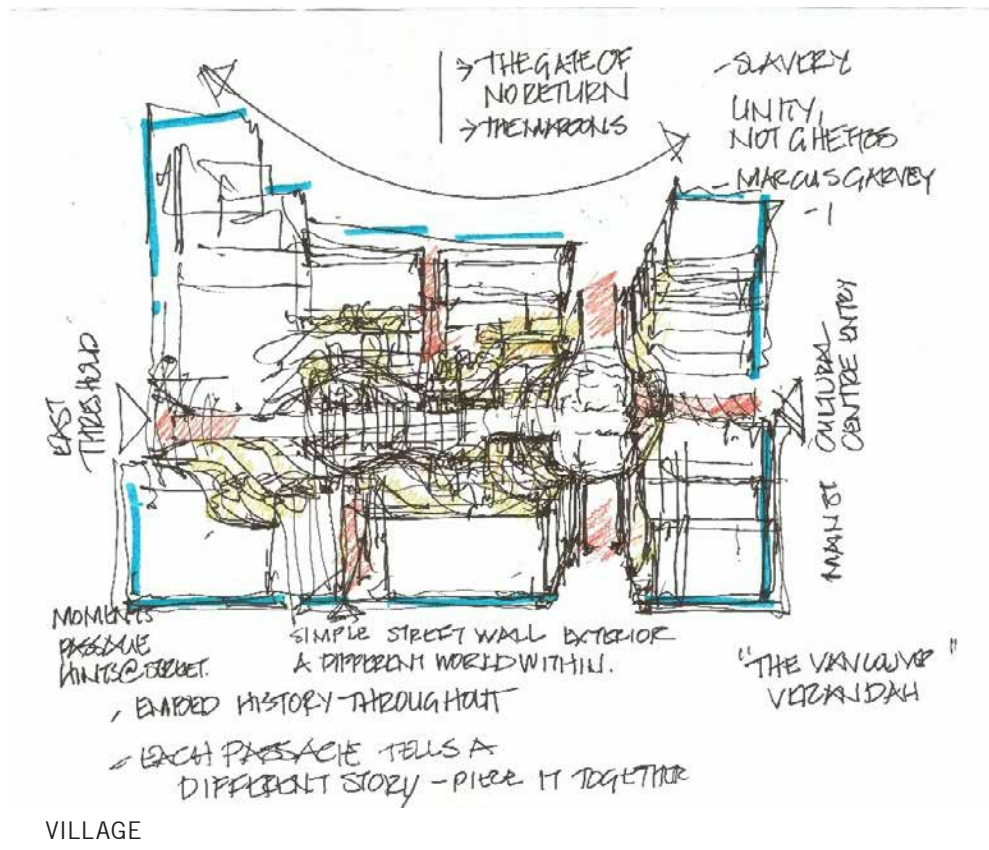 → THE GATE OF
NO RETURN
→ THE MAROONS
- SLAVERY
UNITY,
NOT GHETTOS
- MARCUS GARVEY
EAST
THRESHOLD
CULTURAL
CENTRE ENTRY
MAIN ST
MOMENTS
PASSAGE
HINTS @ STREET.
SIMPLE STREET WALL EXTERIOR
A DIFFERENT WORLD WITHIN.
"THE VANCOUVER"
VERANDAH
- EMBED HISTORY THROUGHOUT
- EACH PASSAGE TELLS A
DIFFERENT STORY - PIECE IT TOGETHER
VILLAGE